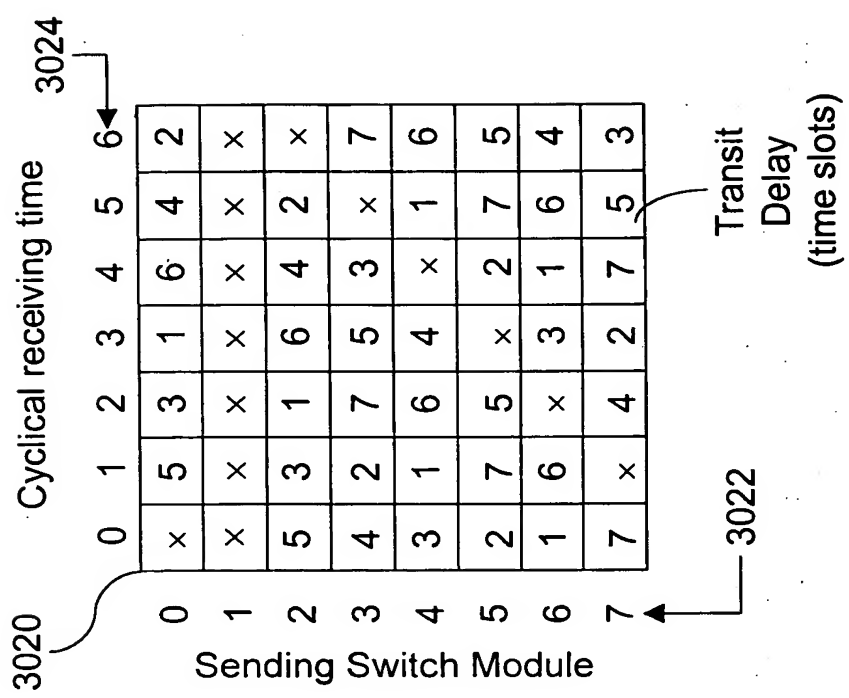 3020
3024
Cyclical receiving time
0 1 2 3 4 5 6
0 × 5 3 1 6 4 2
1 × × × × × × ×
2 5 3 1 6 4 2 ×
3 4 2 7 5 3 × 7
4 3 1 6 4 × 1 6
5 2 7 5 × 2 7 5
6 1 6 × 3 1 6 4
7 7 × 4 2 7 5 3
Sending Switch Module
3022
Transit
Delay
(time slots)